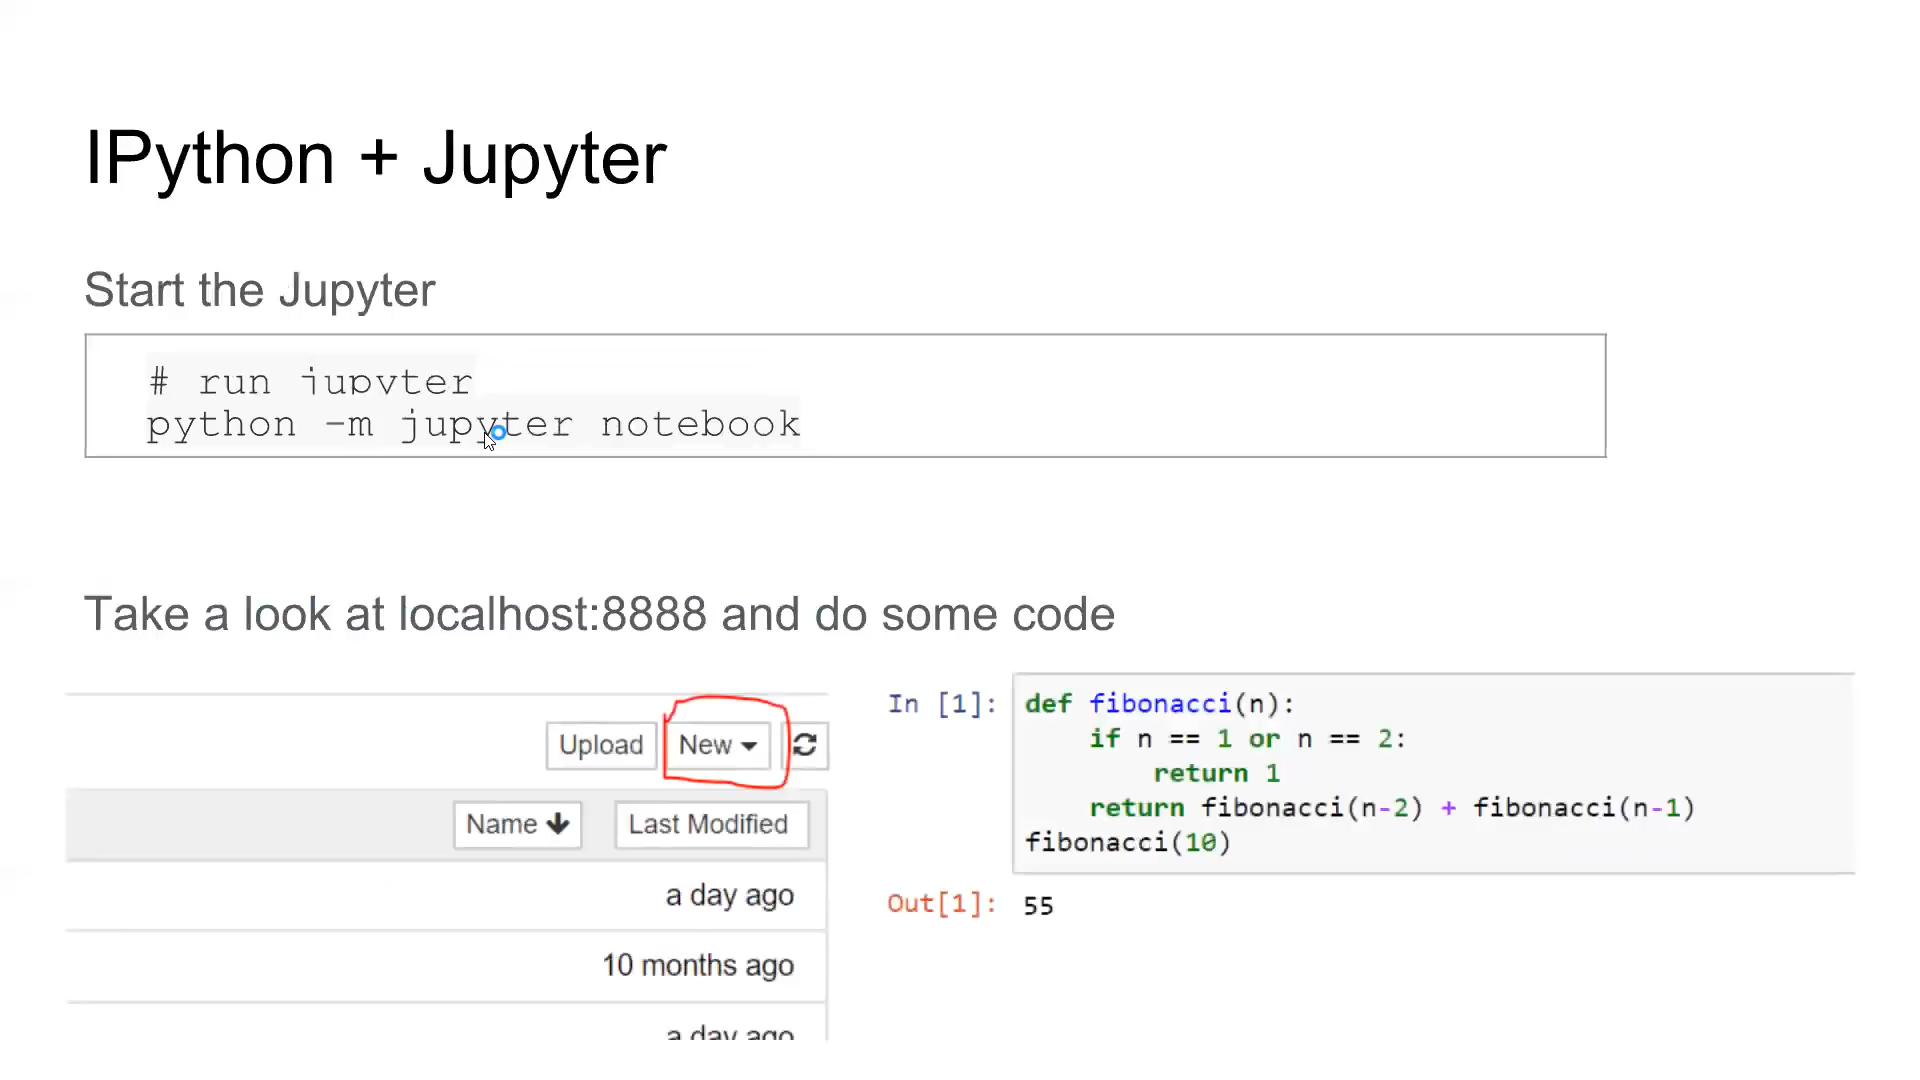 IPython + Jupyter
Start the Jupyter
# run jupyter
python -m jupyter notebook
Take a look at localhost:8888 and do some code
Upload New
Name Last Modified
a day ago
10 months ago
a day ago
In [1]: def fibonacci(n):
if n == 1 or n == 2:
return 1
return fibonacci(n-2) + fibonacci(n-1)
fibonacci(10)
Out[1]: 55